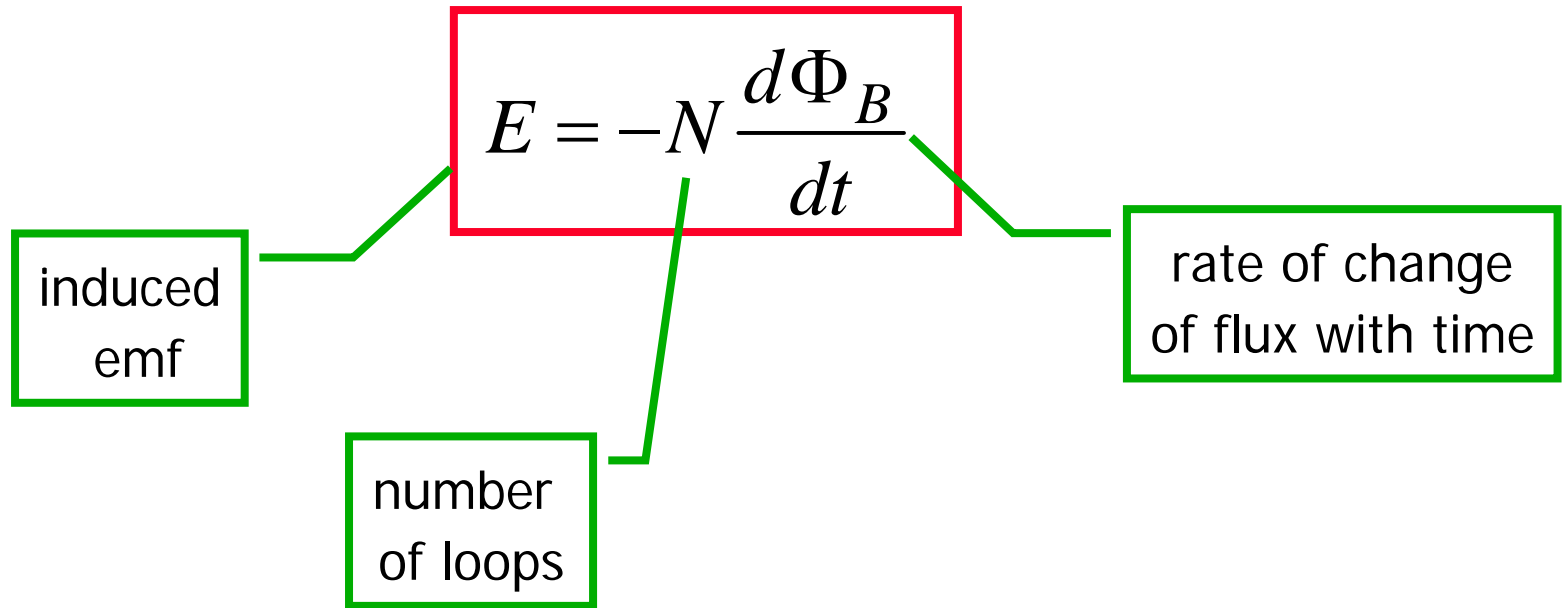 E = -N dΦ_B/dt
induced
emf
number
of loops
rate of change
of flux with time